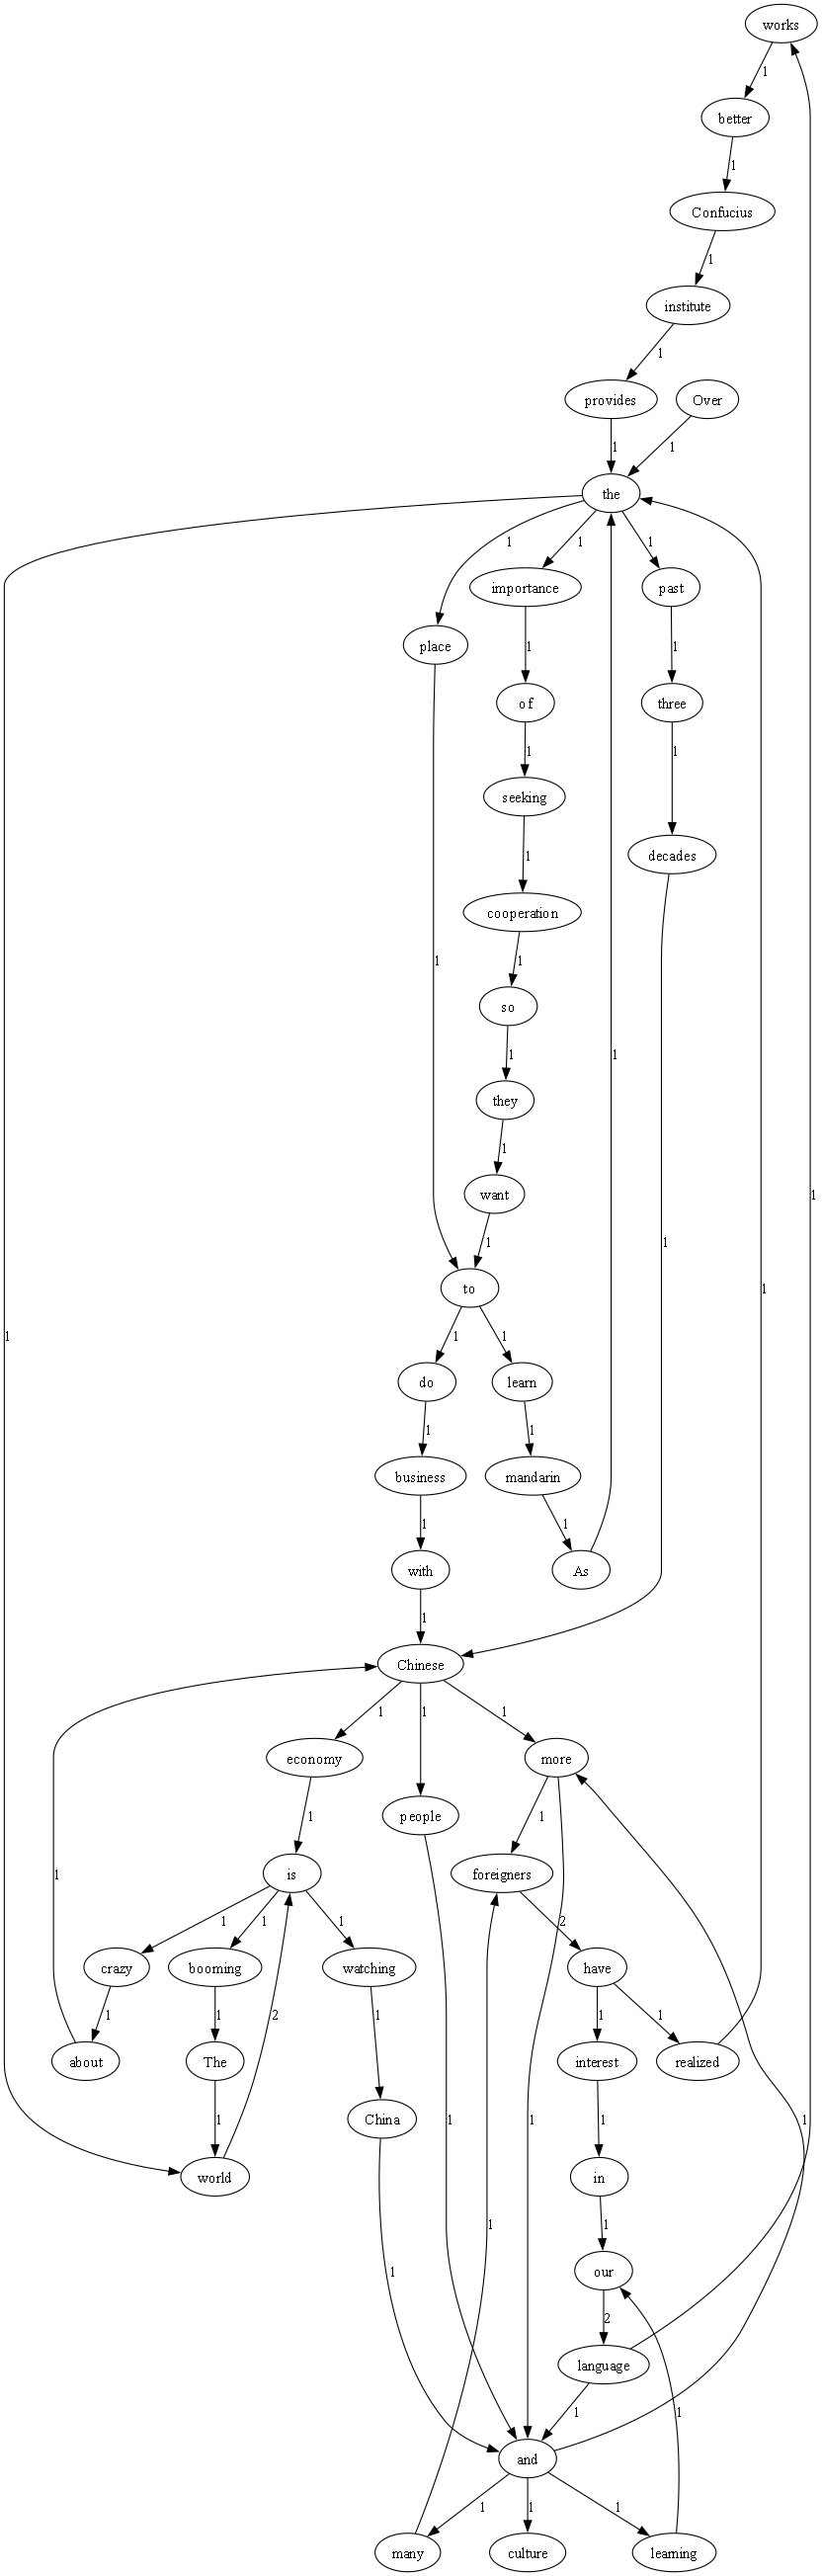 works
1
better
1
Confucius
1
institute
1
provides Over
1 1
the
1 1 1
importance past
place
1 1
of three
1 1
seeking
decades
1
cooperation
1 1
so
1 1
they
1 1
want
1 1
to
1 1 1
1
do learn
1 1
business mandarin
1 1
with As
1
Chinese
1 1 1
economy more
people
1 1
is foreigners
1 1 1 1 2
crazy booming watching have
1 1 1 1 1
about The interest realized
1 1 1 1
China
world in
1 1 1
our
1 2
language
1 1
and
1 1 1
many culture learning